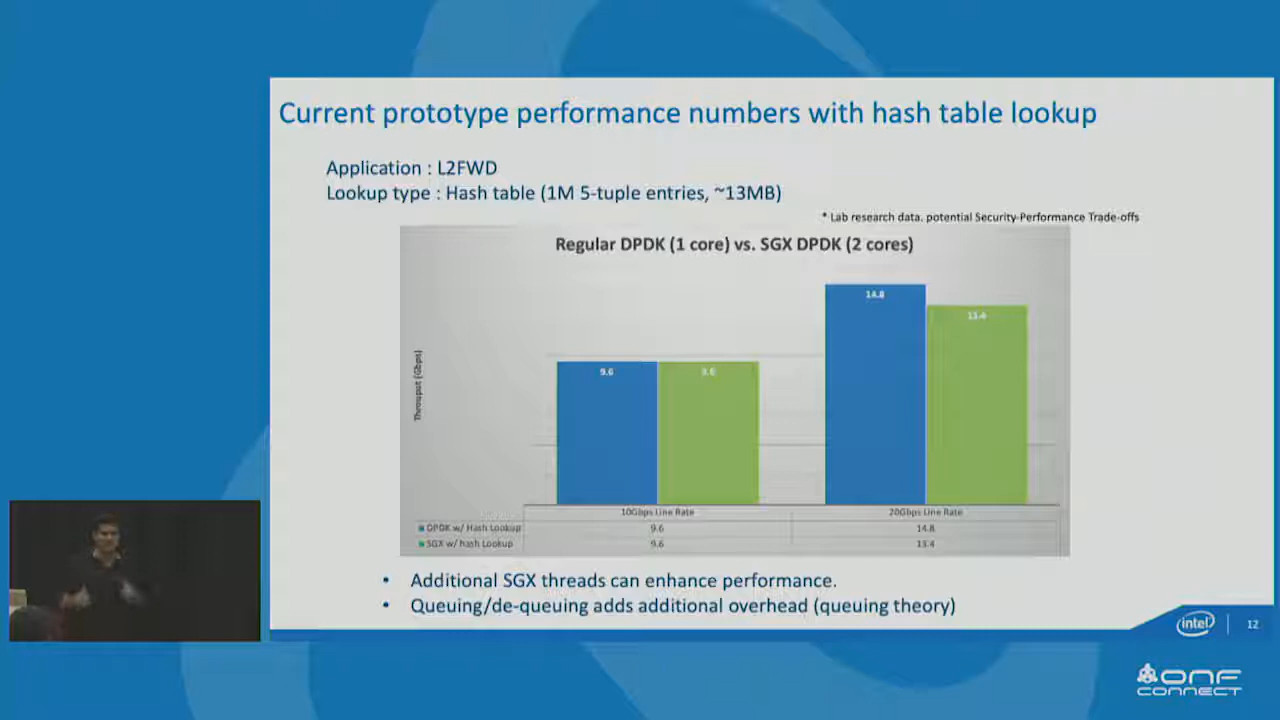 Current prototype performance numbers with hash table lookup
Application : L2FWD
Lookup type : Hash table (1M 5-tuple entries, ~13MB)
* Lab research data. potential Security-Performance Trade-offs
Regular DPDK (1 core) vs. SGX DPDK (2 cores)
Throuput (Gbps)
9.6
9.6
14.8
13.4
10Gbps Line Rate
20Gbps Line Rate
DPDK w/ Hash Lookup
9.6
14.8
SGX w/ hash Lookup
9.6
13.4
• Additional SGX threads can enhance performance.
• Queuing/de-queuing adds additional overhead (queuing theory)
intel
12
ONF
CONNECT